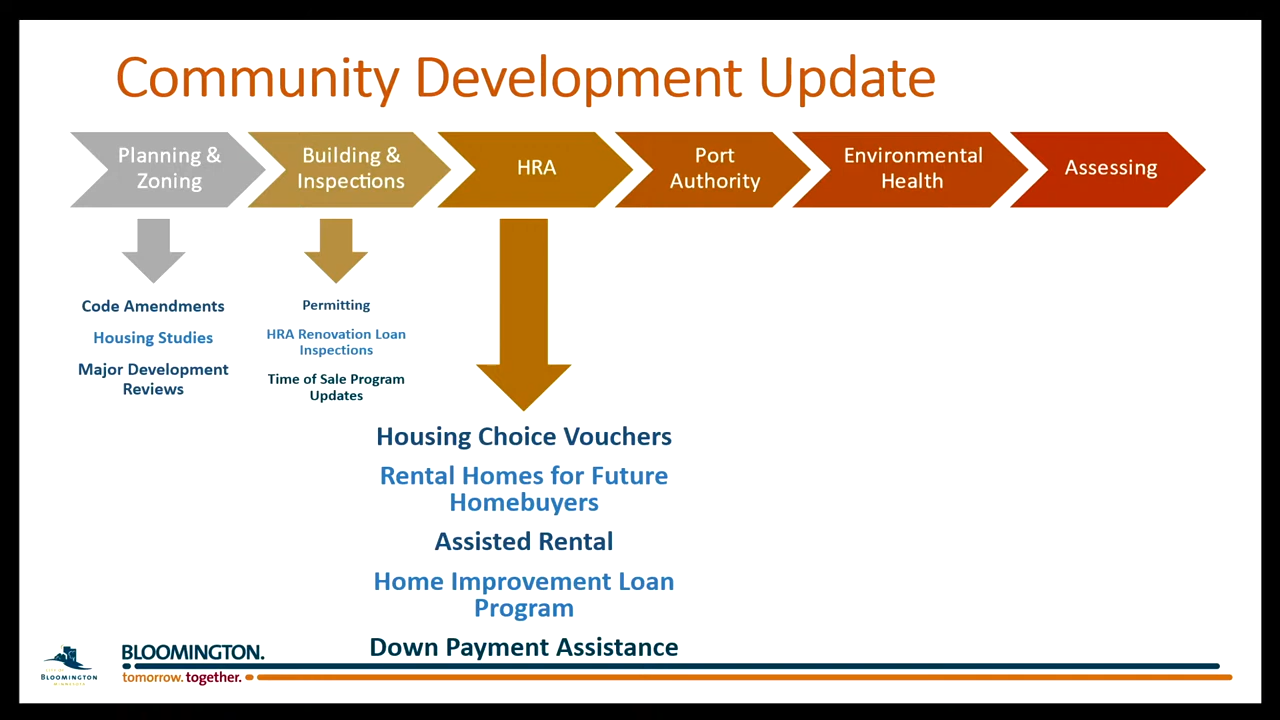 Community Development Update
Planning &
Zoning
Building &
Inspections
HRA
Port
Authority
Environmental
Health
Assessing
Code Amendments
Housing Studies
Major Development
Reviews
Permitting
HRA Renovation Loan
Inspections
Time of Sale Program
Updates
Housing Choice Vouchers
Rental Homes for Future
Homebuyers
Assisted Rental
Home Improvement Loan
Program
Down Payment Assistance
BLOOMINGTON
MINNESOTA
BLOOMINGTON.
tomorrow. together.